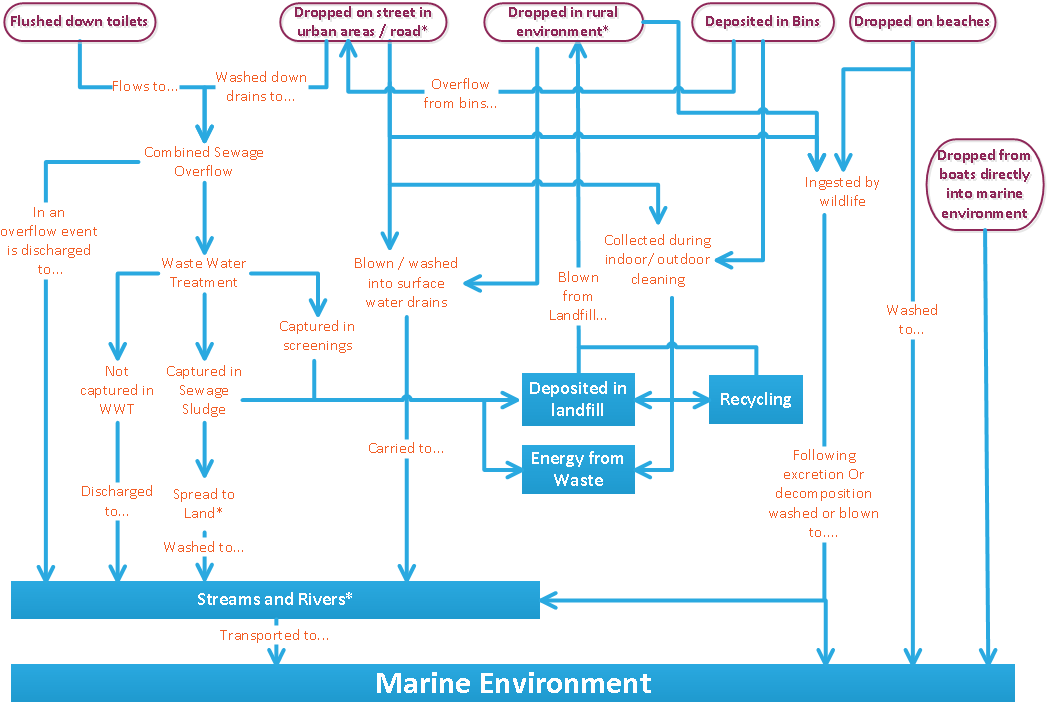 Flushed down toilets
Dropped on street in
urban areas / road*
Dropped in rural
environment*
Deposited in Bins
Dropped on beaches
Flows to...
Washed down
drains to...
Overflow
from bins...
Combined Sewage
Overflow
Dropped from
boats directly
into marine
environment
Ingested by
wildlife
In an
overflow event
is discharged
to...
Waste Water
Treatment
Blown / washed
into surface
water drains
Blown
from
Landfill...
Collected during
indoor/ outdoor
cleaning
Washed
to...
Captured in
screenings
Not
captured in
WWT
Captured in
Sewage
Sludge
Deposited in
landfill
Recycling
Carried to...
Energy from
Waste
Following
excretion Or
decomposition
washed or blown
to....
Discharged
to...
Spread to
Land*
Washed to...
Streams and Rivers*
Transported to...
Marine Environment